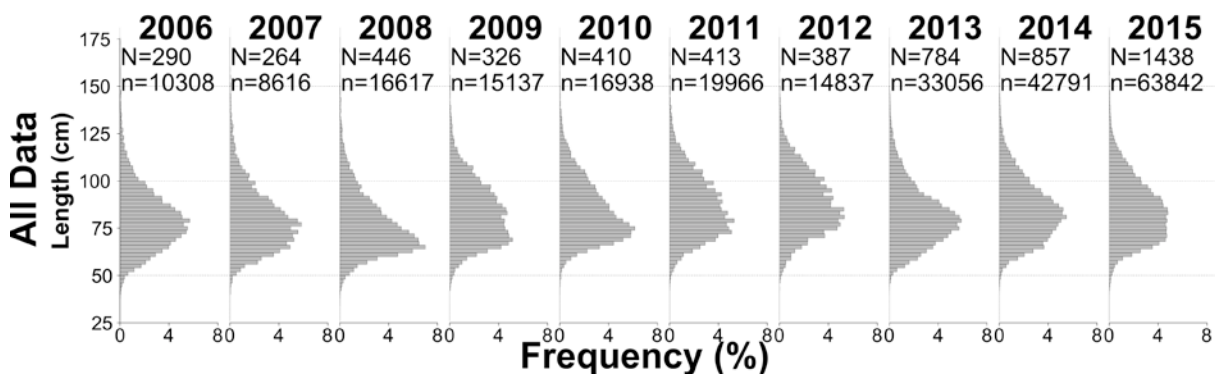 2006 2007 2008 2009 2010 2011 2012 2013 2014 2015
N=290 N=264 N=446 N=326 N=410 N=413 N=387 N=784 N=857 N=1438
n=10308 n=8616 n=16617 n=15137 n=16938 n=19966 n=14837 n=33056 n=42791 n=63842
All Data
Length (cm)
175
150
125
100
75
50
25
0 4 80 4 80 4 80 4 80 4 80 4 80 4 80 4 80 4 80 4 8
Frequency (%)